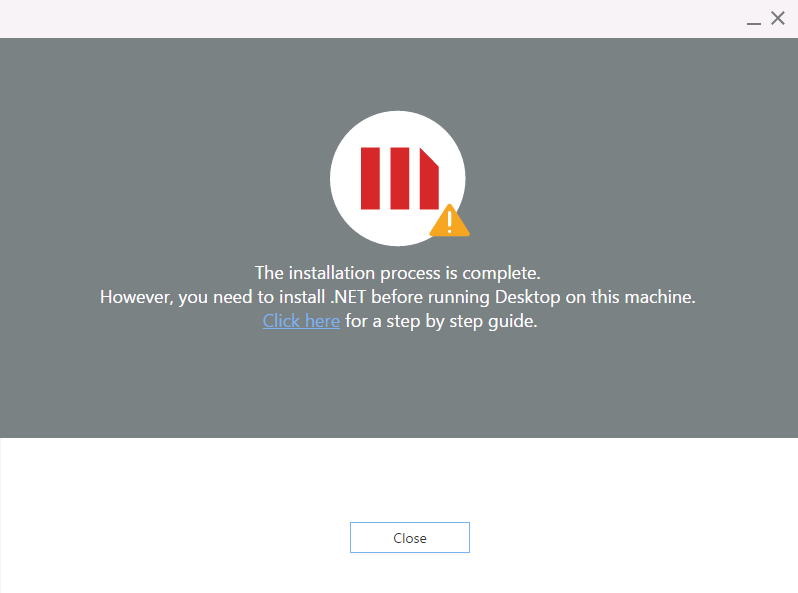 The installation process is complete.
However, you need to install .NET before running Desktop on this machine.
Click here for a step by step guide.
Close